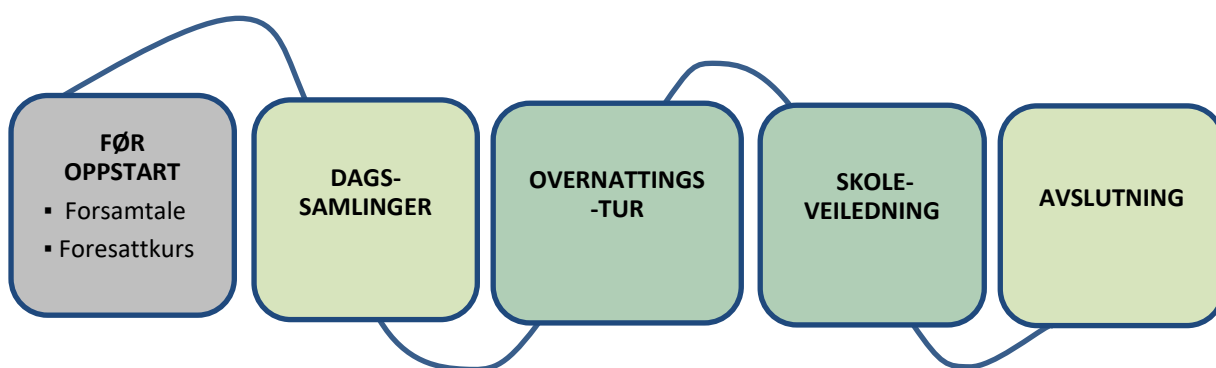 FØR
OPPSTART
▪ Forsamtale
▪ Foresattkurs
DAGS-
SAMLINGER
OVERNATTINGS
-TUR
SKOLE-
VEILEDNING
AVSLUTNING